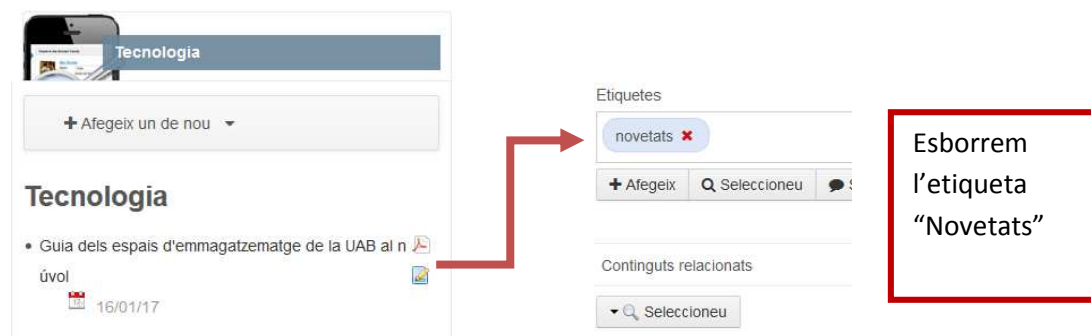 Tecnologia
+ Afegeix un de nou
Tecnologia
• Guia dels espais d'emmagatzematge de la UAB al n
úvol
16/01/17
Etiquetes
novetats ✖
+ Afegeix
Seleccioneu
Continguts relacionats
Seleccioneu
Esborrem
l’etiqueta
“Novetats”